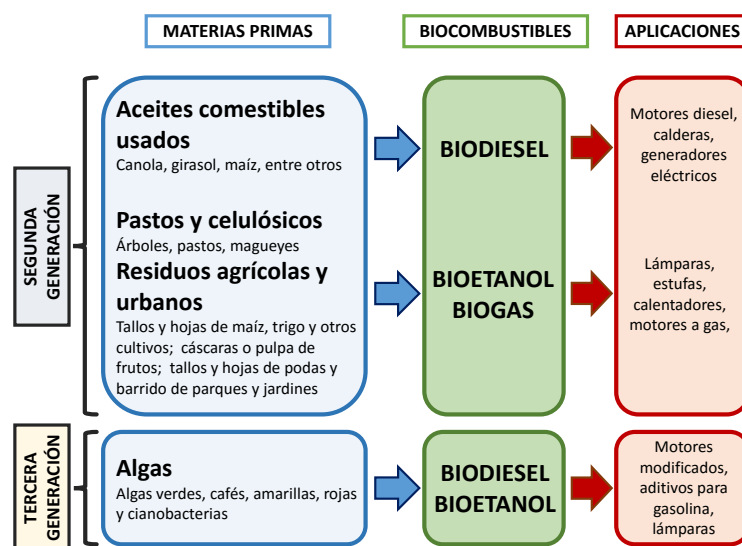 MATERIAS PRIMAS
BIOCOMBUSTIBLES
APLICACIONES
SEGUNDA
GENERACIÓN
Aceites comestibles
usados
Canola, girasol, maíz, entre otros
BIODIESEL
Motores diesel,
calderas,
generadores
eléctricos
Pastos y celulósicos
Árboles, pastos, magueyes
Residuos agrícolas y
urbanos
Tallos y hojas de maíz, trigo y otros
cultivos; cáscaras o pulpa de
frutos; tallos y hojas de podas y
barrido de parques y jardines
BIOETANOL
BIOGAS
Lámparas,
estufas,
calentadores,
motores a gas,
TERCERA
GENERACIÓN
Algas
Algas verdes, cafés, amarillas, rojas
y cianobacterias
BIODIESEL
BIOETANOL
Motores
modificados,
aditivos para
gasolina,
lámparas